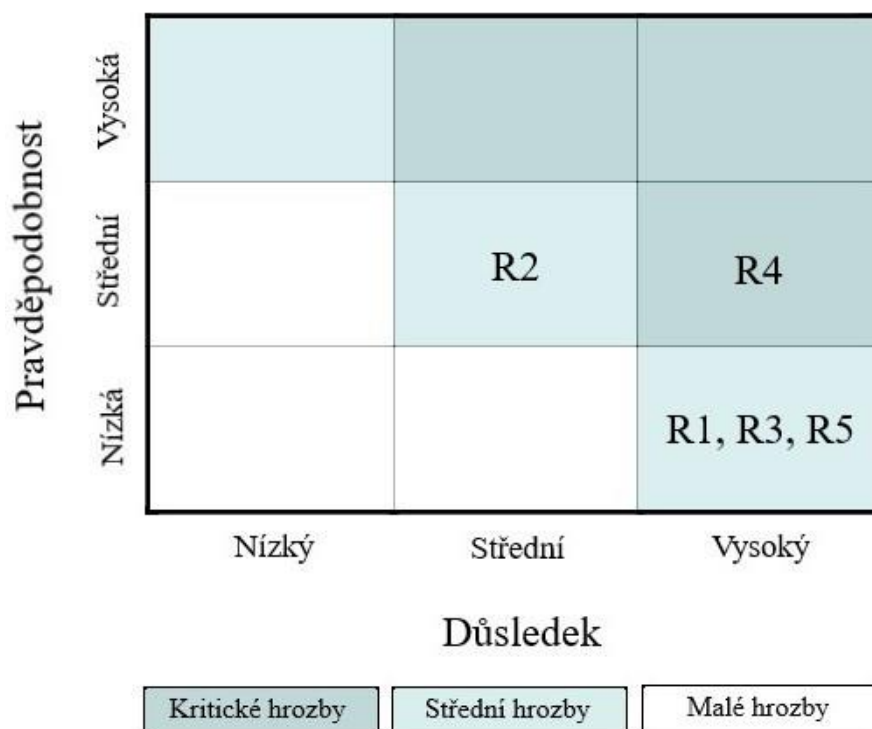 Pravděpodobnost
Vysoká
Střední
Nízká
R2
R4
R1, R3, R5
Nízký
Střední
Vysoký
Důsledek
Kritické hrozby
Střední hrozby
Malé hrozby